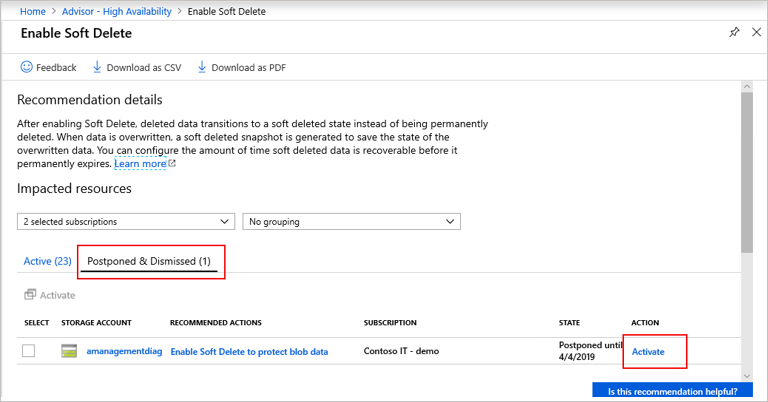 Home > Advisor - High Availability > Enable Soft Delete
Enable Soft Delete
Feedback Download as CSV Download as PDF
Recommendation details
After enabling Soft Delete, deleted data transitions to a soft deleted state instead of being permanently
deleted. When data is overwritten, a soft deleted snapshot is generated to save the state of the
overwritten data. You can configure the amount of time soft deleted data is recoverable before it
permanently expires. Learn more
Impacted resources
2 selected subscriptions No grouping
Active (23) Postponed & Dismissed (1)
Activate
SELECT STORAGE ACCOUNT RECOMMENDED ACTIONS SUBSCRIPTION STATE ACTION
amanagementdiag Enable Soft Delete to protect blob data Contoso IT - demo Postponed until 4/4/2019 Activate
Is this recommendation helpful?